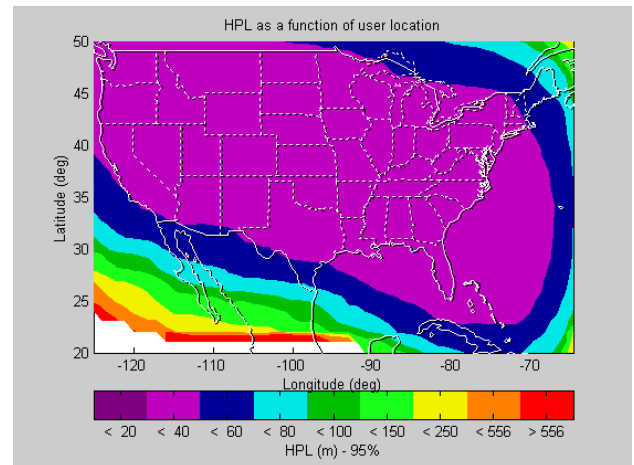 HPL as a function of user location
50
45
40
35
30
25
20
Latitude (deg)
-120 -110 -100 -90 -80 -70
Longitude (deg)
< 20 < 40 < 60 < 80 < 100 < 150 < 250 < 556 > 556
HPL (m) - 95%